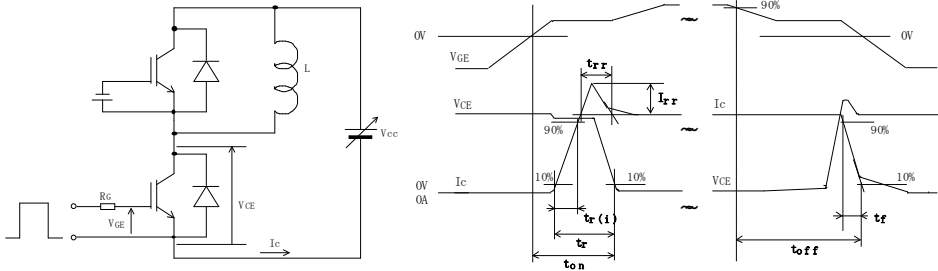 L
Vcc
RG
VGE
VCE
Ic
0V
VGE
VCE
90%
trr
Irr
0V
0A
Ic
10%
10%
tr(i)
tr
ton
90%
0V
Ic
90%
VCE
10%
tf
toff